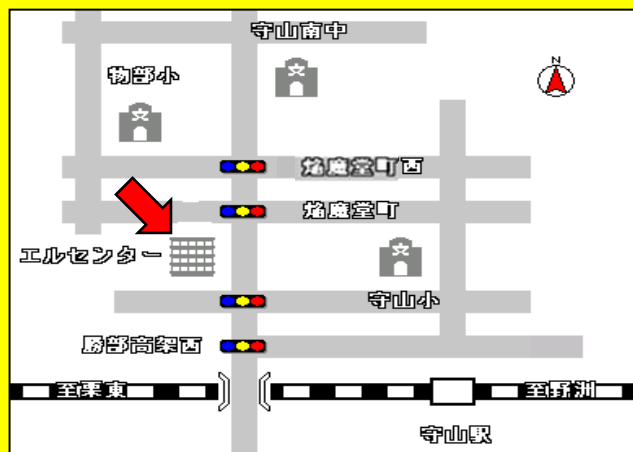 守山南中
物部小
N
焔魔堂町西
焔魔堂町
エルセンター
守山小
勝部高架西
至栗東
至野洲
守山駅